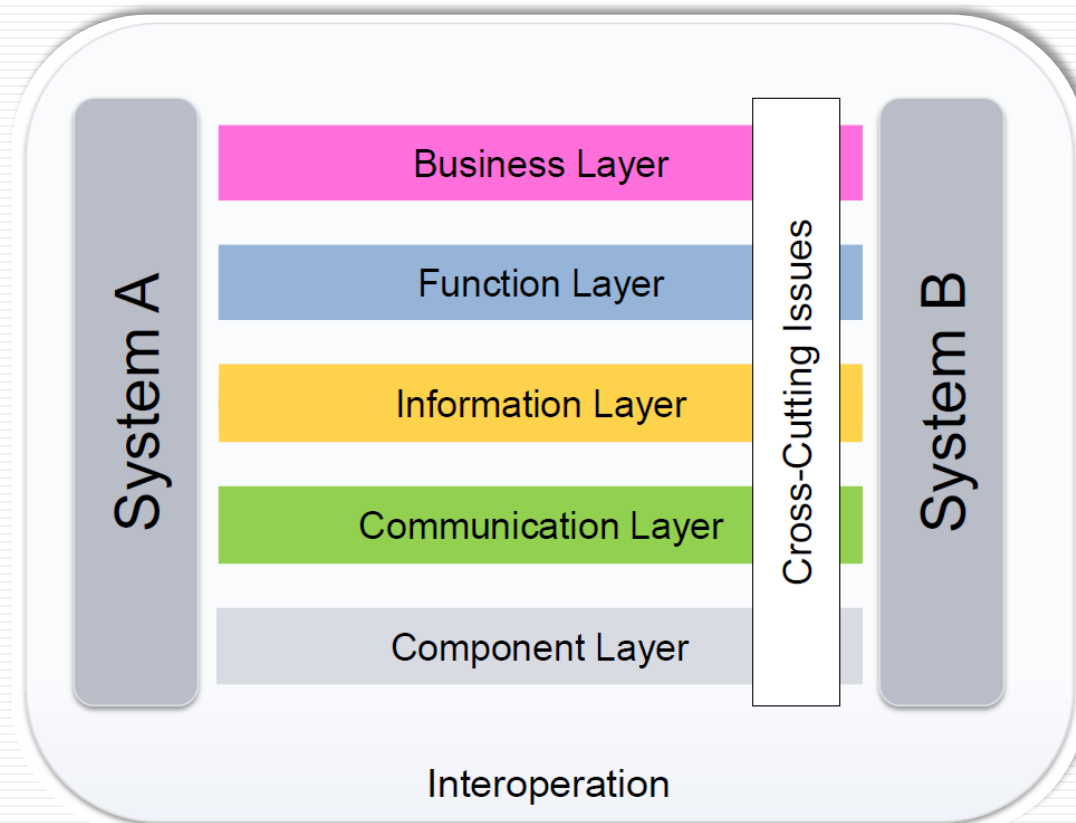 System A
Business Layer
Function Layer
Information Layer
Communication Layer
Component Layer
Cross-Cutting Issues
System B
Interoperation